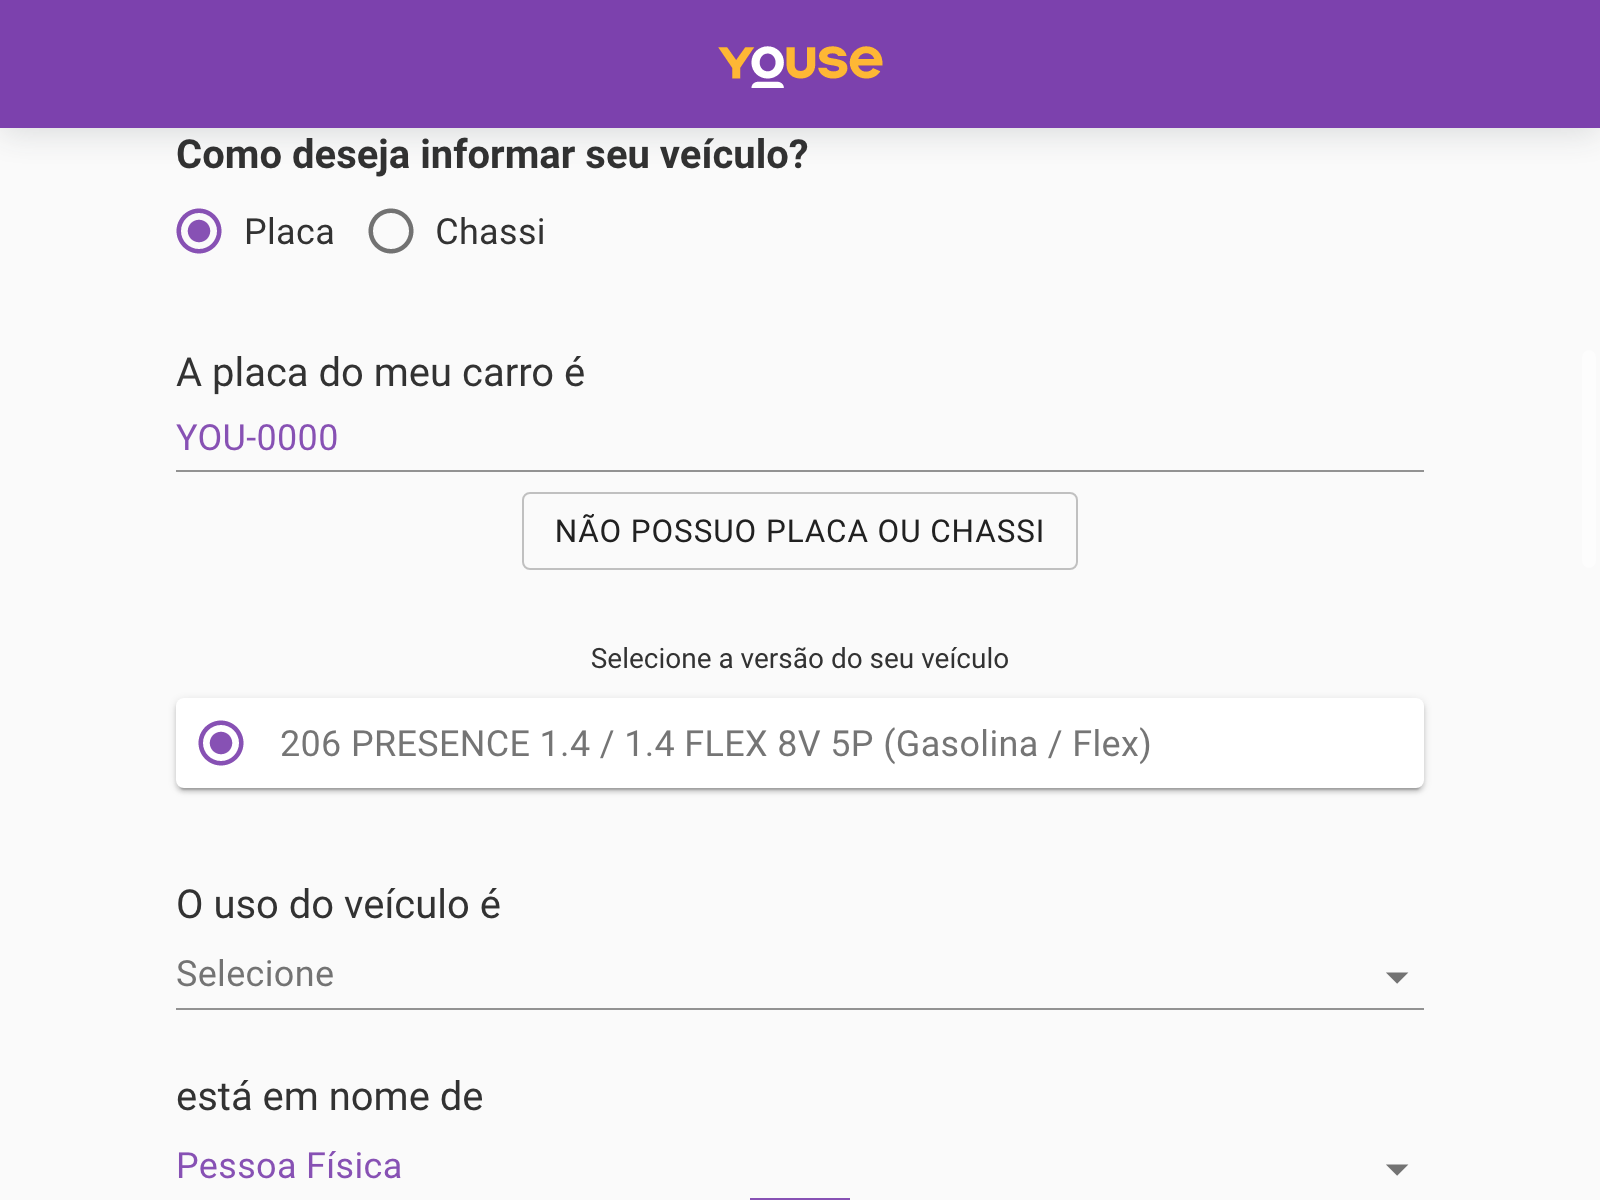 YOUSE
Como deseja informar seu veículo?
Placa Chassi
A placa do meu carro é
YOU-0000
NÃO POSSUO PLACA OU CHASSI
Selecione a versão do seu veículo
206 PRESENCE 1.4 / 1.4 FLEX 8V 5P (Gasolina / Flex)
O uso do veículo é
Selecione
está em nome de
Pessoa Física